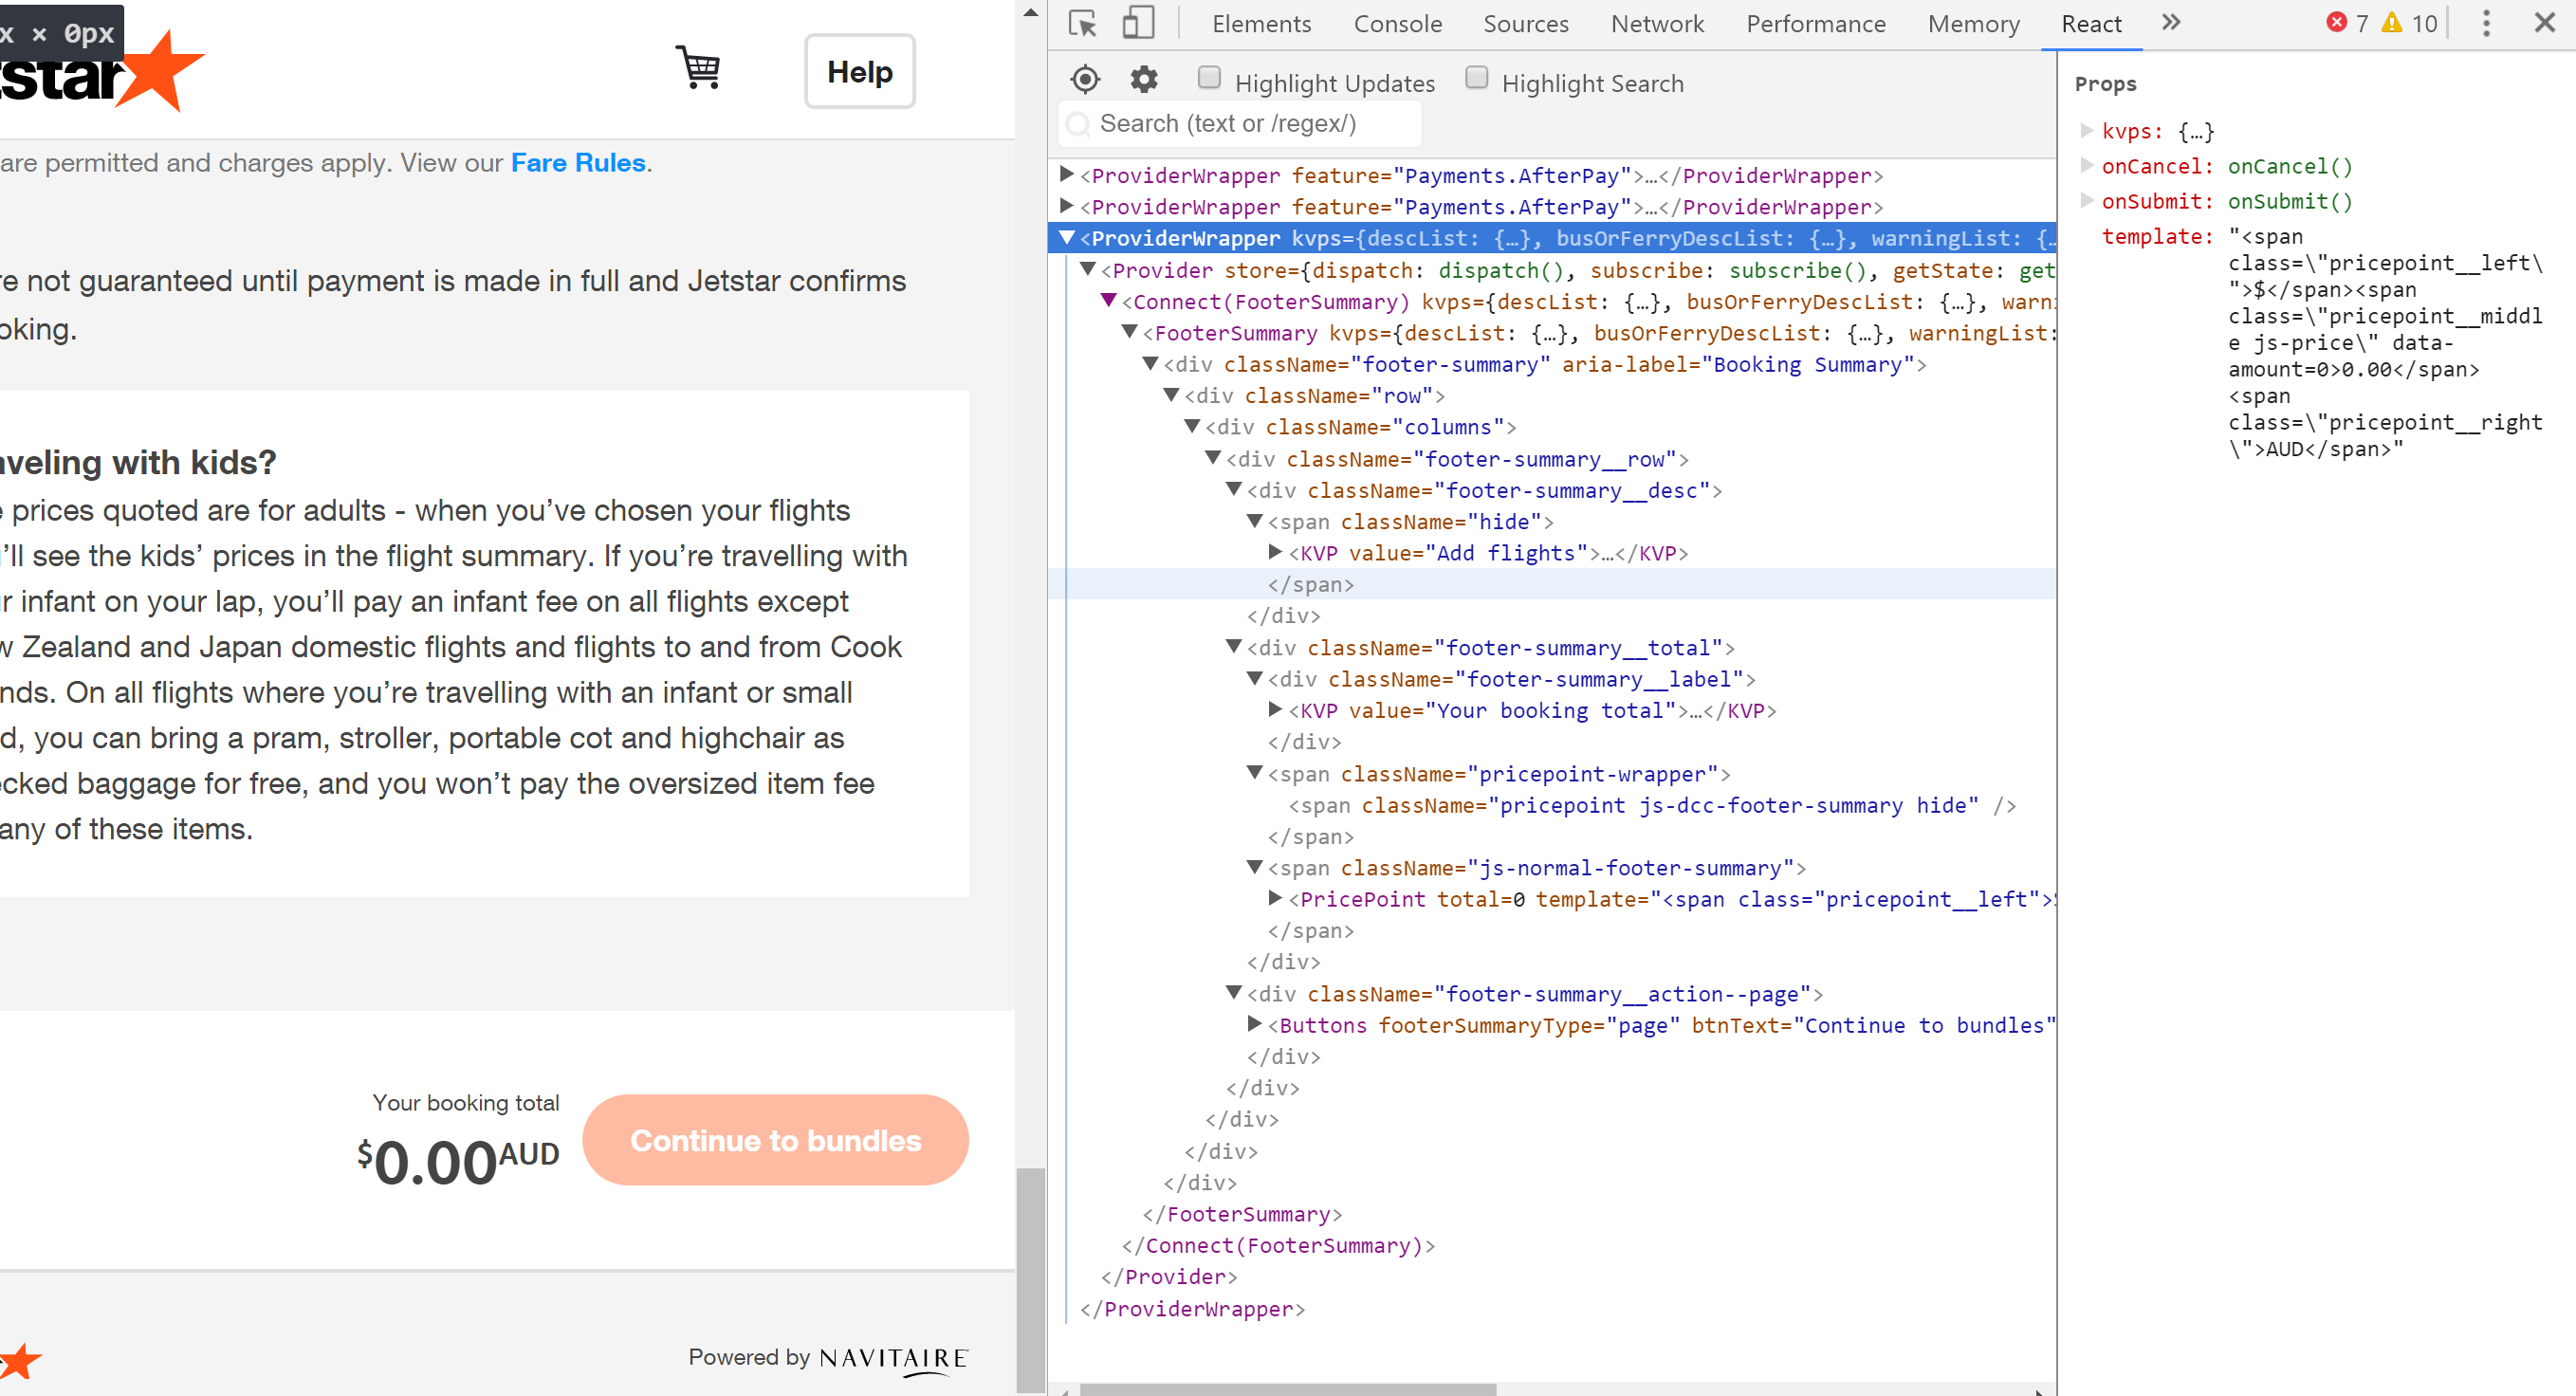 x × 0px
tstar
Help
are permitted and charges apply. View our Fare Rules.
re not guaranteed until payment is made in full and Jetstar confirms
oking.
aveling with kids?
e prices quoted are for adults - when you’ve chosen your flights
u’ll see the kids’ prices in the flight summary. If you’re travelling with
ur infant on your lap, you’ll pay an infant fee on all flights except
w Zealand and Japan domestic flights and flights to and from Cook
nds. On all flights where you’re travelling with an infant or small
d, you can bring a pram, stroller, portable cot and highchair as
ecked baggage for free, and you won’t pay the oversized item fee
any of these items.
Your booking total
$0.00AUD
Continue to bundles
Powered by NAVITAIRE
Elements Console Sources Network Performance Memory React » 7 10
Highlight Updates Highlight Search
Search (text or /regex/)
<ProviderWrapper feature="Payments.AfterPay">…</ProviderWrapper>
<ProviderWrapper feature="Payments.AfterPay">…</ProviderWrapper>
<ProviderWrapper kvps={descList: {…}, busOrFerryDescList: {…}, warningList: {…
<Provider store={dispatch: dispatch(), subscribe: subscribe(), getState: get
<Connect(FooterSummary) kvps={descList: {…}, busOrFerryDescList: {…}, warn
<FooterSummary kvps={descList: {…}, busOrFerryDescList: {…}, warningList:
<div className="footer-summary" aria-label="Booking Summary">
<div className="row">
<div className="columns">
<div className="footer-summary__row">
<div className="footer-summary__desc">
<span className="hide">
<KVP value="Add flights">…</KVP>
</span>
</div>
<div className="footer-summary__total">
<div className="footer-summary__label">
<KVP value="Your booking total">…</KVP>
</div>
<span className="pricepoint-wrapper">
<span className="pricepoint js-dcc-footer-summary hide" />
</span>
<span className="js-normal-footer-summary">
<PricePoint total=0 template="<span class="pricepoint__left">$
</span>
</div>
<div className="footer-summary__action--page">
<Buttons footerSummaryType="page" btnText="Continue to bundles"
</div>
</div>
</div>
</div>
</div>
</FooterSummary>
</Connect(FooterSummary)>
</Provider>
</ProviderWrapper>
Props
kvps: {…}
onCancel: onCancel()
onSubmit: onSubmit()
template: "<span
class=\"pricepoint__left\
">$</span><span
class=\"pricepoint__middl
e js-price\" data-
amount=0>0.00</span>
<span
class=\"pricepoint__right
\">AUD</span>"